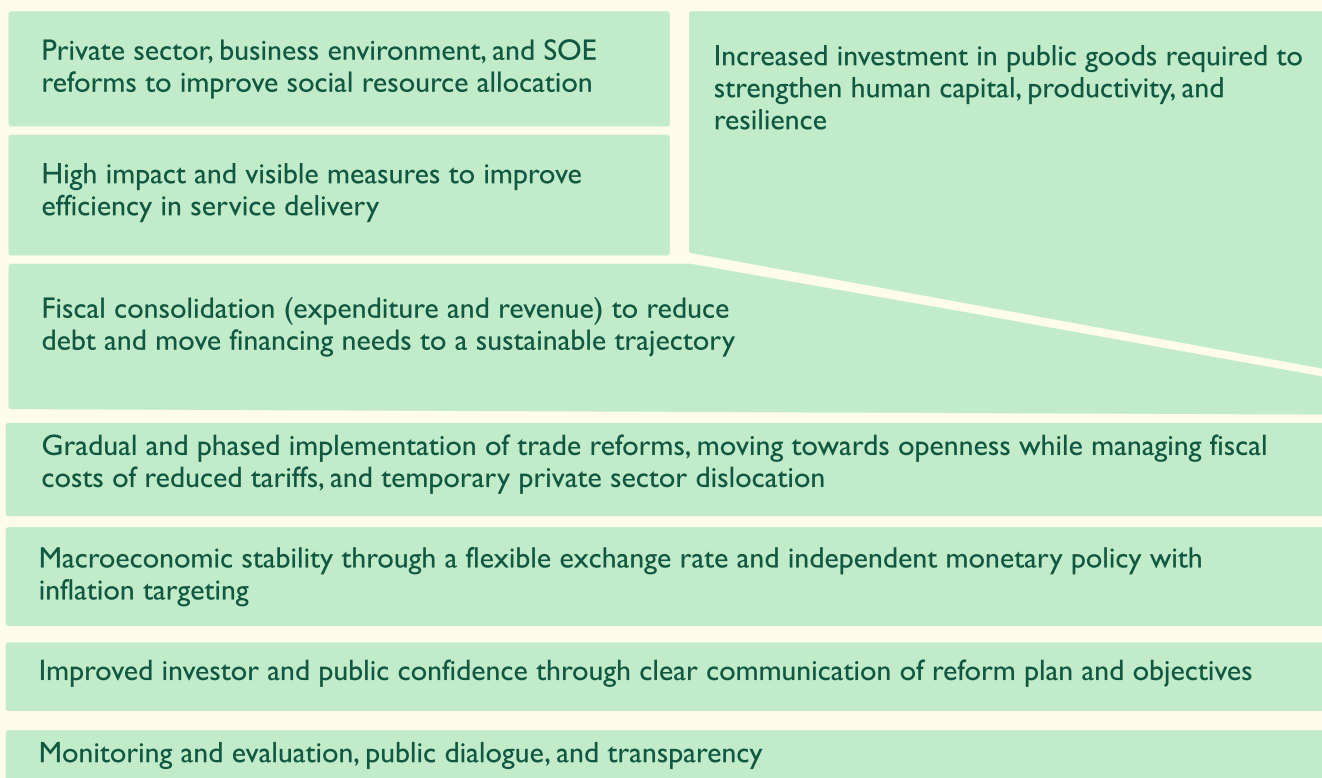 Private sector, business environment, and SOE
reforms to improve social resource allocation
Increased investment in public goods required to
strengthen human capital, productivity, and
resilience
High impact and visible measures to improve
efficiency in service delivery
Fiscal consolidation (expenditure and revenue) to reduce
debt and move financing needs to a sustainable trajectory
Gradual and phased implementation of trade reforms, moving towards openness while managing fiscal
costs of reduced tariffs, and temporary private sector dislocation
Macroeconomic stability through a flexible exchange rate and independent monetary policy with
inflation targeting
Improved investor and public confidence through clear communication of reform plan and objectives
Monitoring and evaluation, public dialogue, and transparency